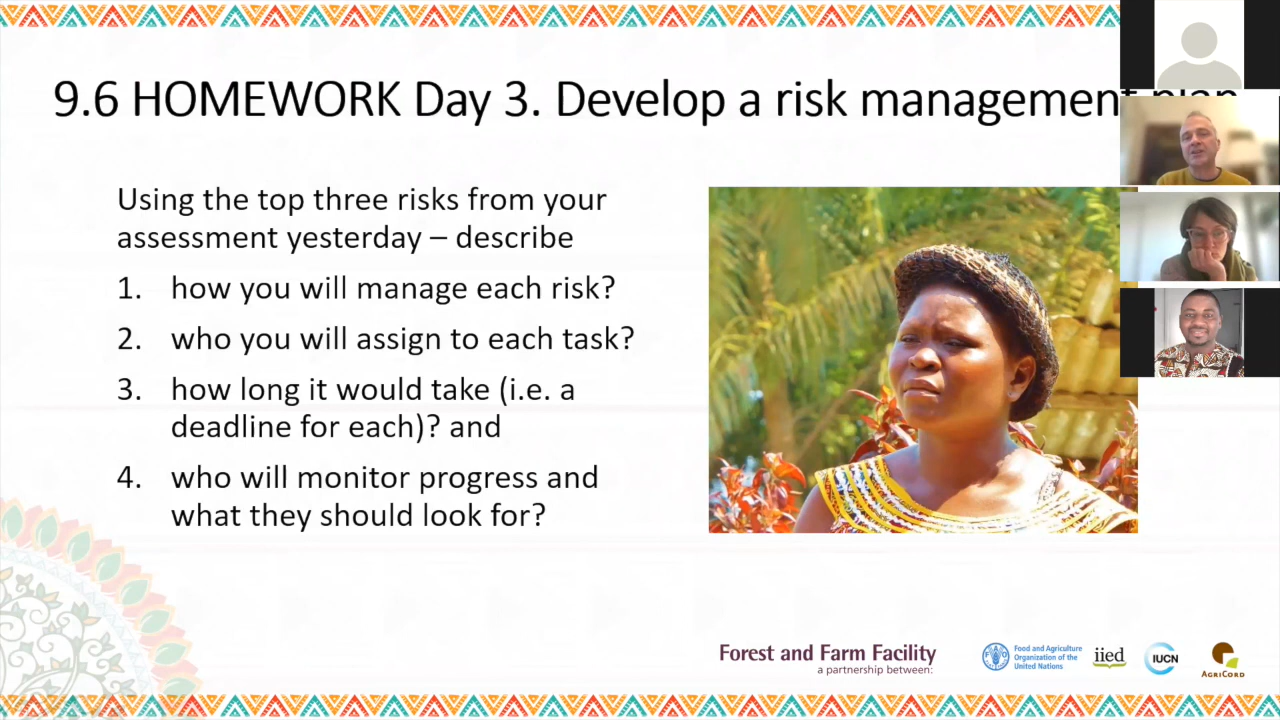 9.6 HOMEWORK Day 3. Develop a risk management plan
Using the top three risks from your
assessment yesterday – describe
1. how you will manage each risk?
2. who you will assign to each task?
3. how long it would take (i.e. a
deadline for each)? and
4. who will monitor progress and
what they should look for?
Forest and Farm Facility
a partnership between:
Food and Agriculture
Organization of the
United Nations
iied
IUCN
AGRICORD